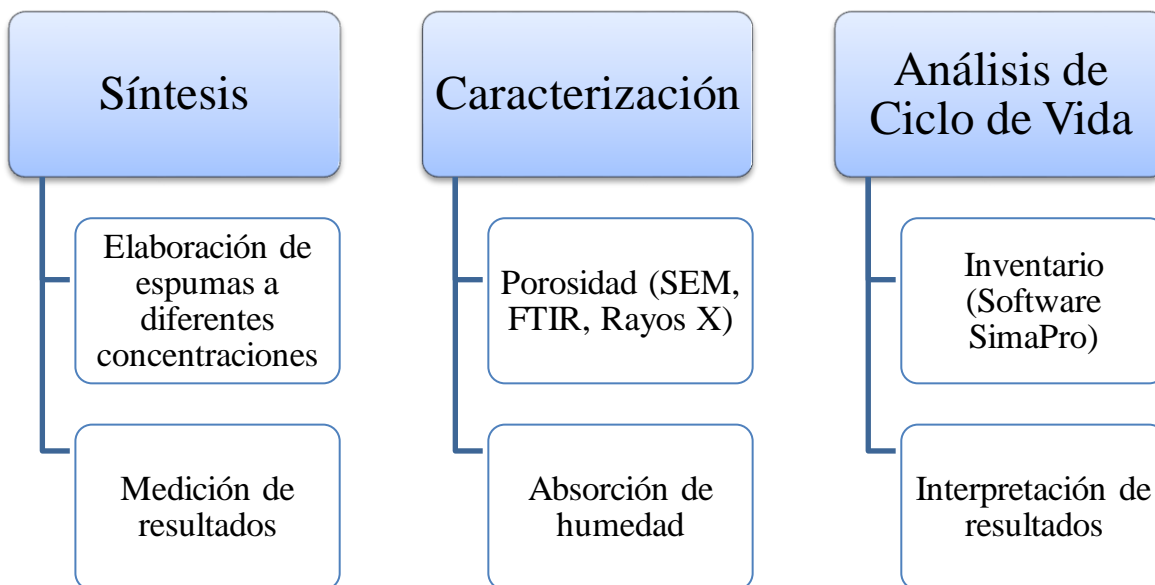 Síntesis
Elaboración de
espumas a
diferentes
concentraciones
Medición de
resultados
Caracterización
Porosidad (SEM,
FTIR, Rayos X)
Absorción de
humedad
Análisis de
Ciclo de Vida
Inventario
(Software
SimaPro)
Interpretación de
resultados